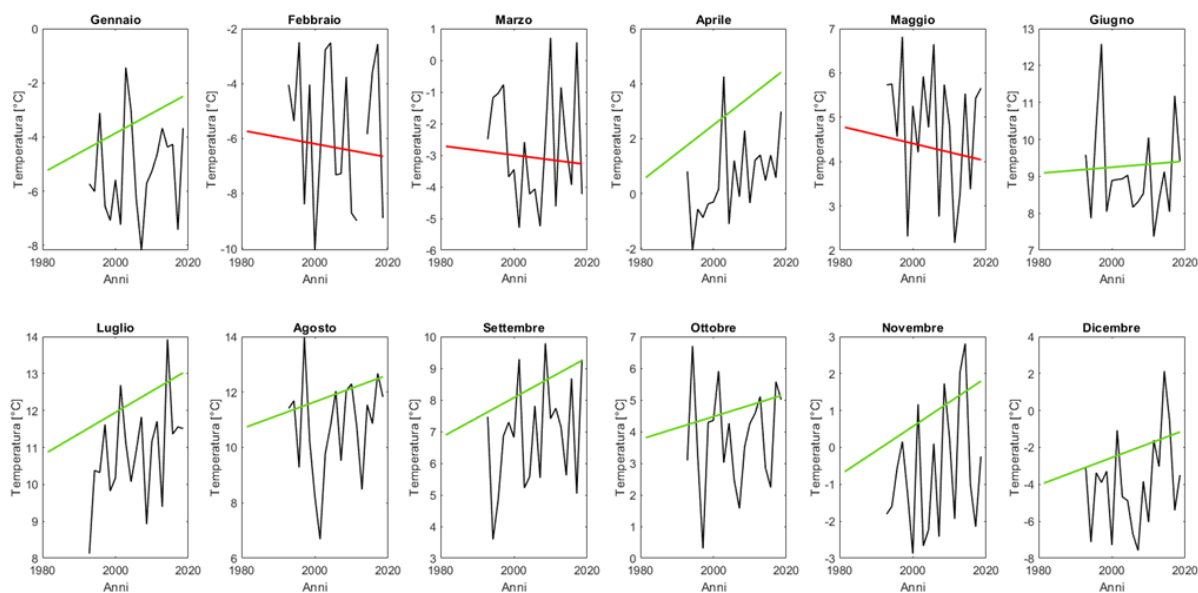 Gennaio Febbraio Marzo Aprile Maggio Giugno
Temperatura [°C] Temperatura [°C] Temperatura [°C] Temperatura [°C] Temperatura [°C] Temperatura [°C]
0 -2 1 6 7 13
-2 -4 0 4 6 12
-4 -6 -1 2 5 11
-6 -8 -2 0 4 10
-8 -10 -3 -2 3 9
-4 2 8
-5 7
-6
1980 2000 2020 1980 2000 2020 1980 2000 2020 1980 2000 2020 1980 2000 2020 1980 2000 2020
Anni Anni Anni Anni Anni Anni
Luglio Agosto Settembre Ottobre Novembre Dicembre
Temperatura [°C] Temperatura [°C] Temperatura [°C] Temperatura [°C] Temperatura [°C] Temperatura [°C]
14 14 10 7 3 4
13 12 9 6 2 2
12 10 8 5 1 0
11 8 7 4 0 -2
10 6 6 3 -1 -4
9 5 2 -2 -6
8 4 1 -3 -8
3 0
1980 2000 2020 1980 2000 2020 1980 2000 2020 1980 2000 2020 1980 2000 2020 1980 2000 2020
Anni Anni Anni Anni Anni Anni